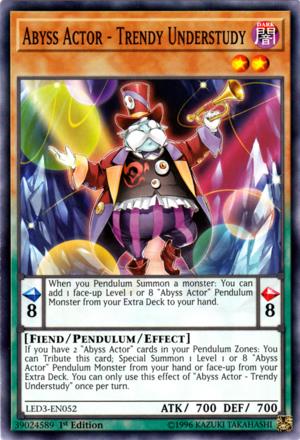 ABYSS ACTOR - TRENDY UNDERSTUDY
DARK
闇
When you Pendulum Summon a monster: You can
add 1 face-up Level 1 or 8 "Abyss Actor" Pendulum
Monster from your Extra Deck to your hand.
8
8
[FIEND/PENDULUM/EFFECT]
If you have 2 "Abyss Actor" cards in your Pendulum Zones: You
can Tribute this card; Special Summon 1 Level 1 or 8 "Abyss
Actor" Pendulum Monster from your hand or face-up from your
Extra Deck. You can only use this effect of "Abyss Actor - Trendy
Understudy" once per turn.
LED3-EN052
ATK/ 700 DEF/ 700
39024589
1st Edition
©1996 KAZUKI TAKAHASHI